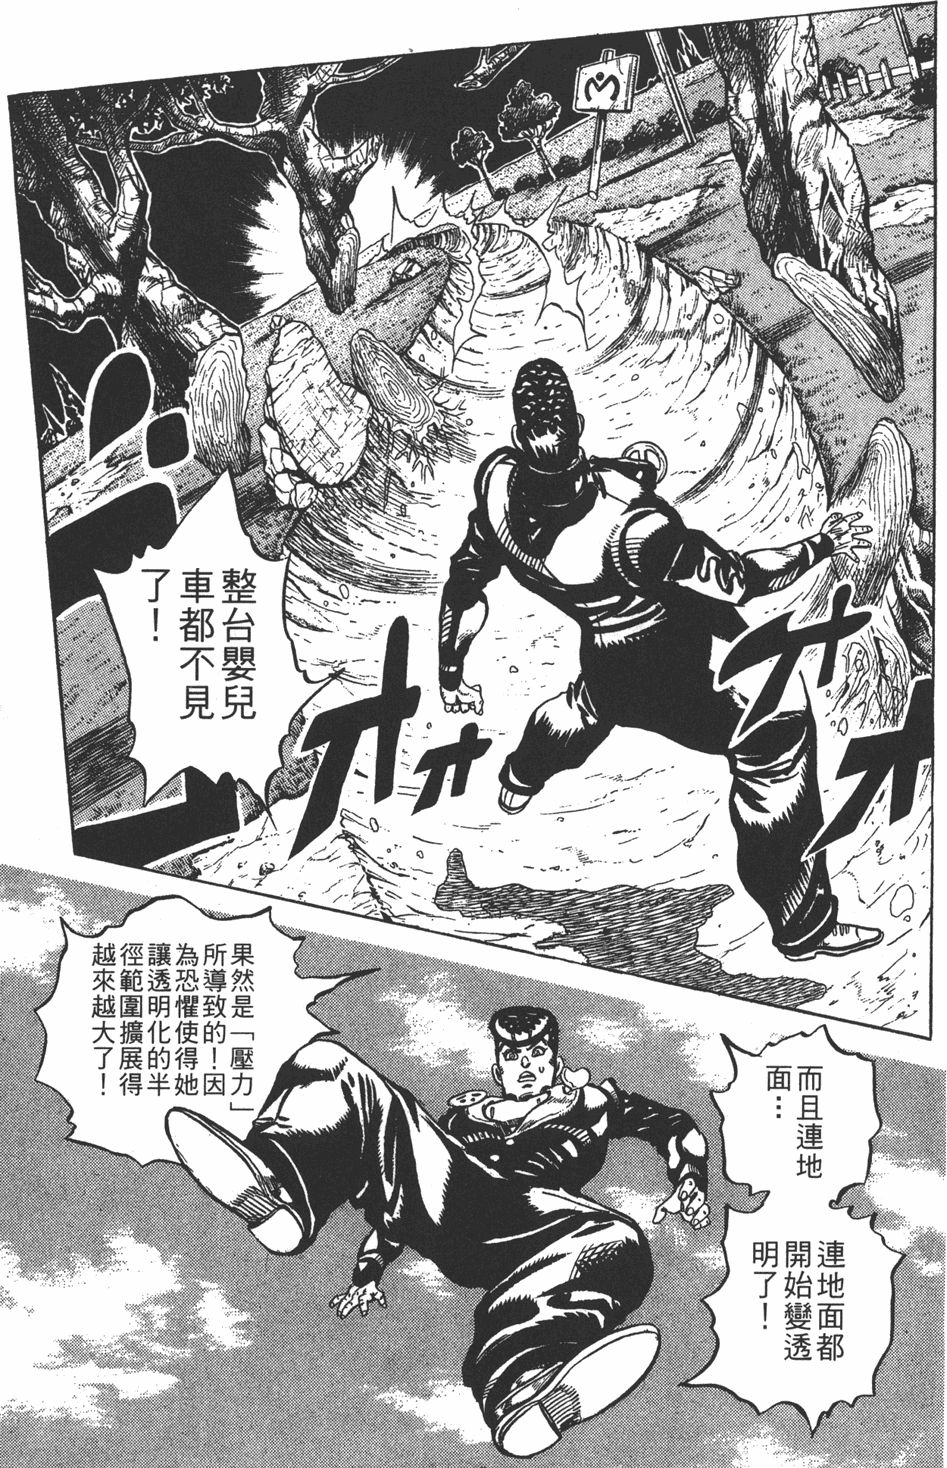 整台嬰兒
車都不見
了！
オオ
オオ
オ
而且連地
面…
連地面都
開始變透
明了！
果然是「壓力」
所導致的！因
為恐懼使得她
讓透明化的半
徑範圍擴展得
越來越大了！